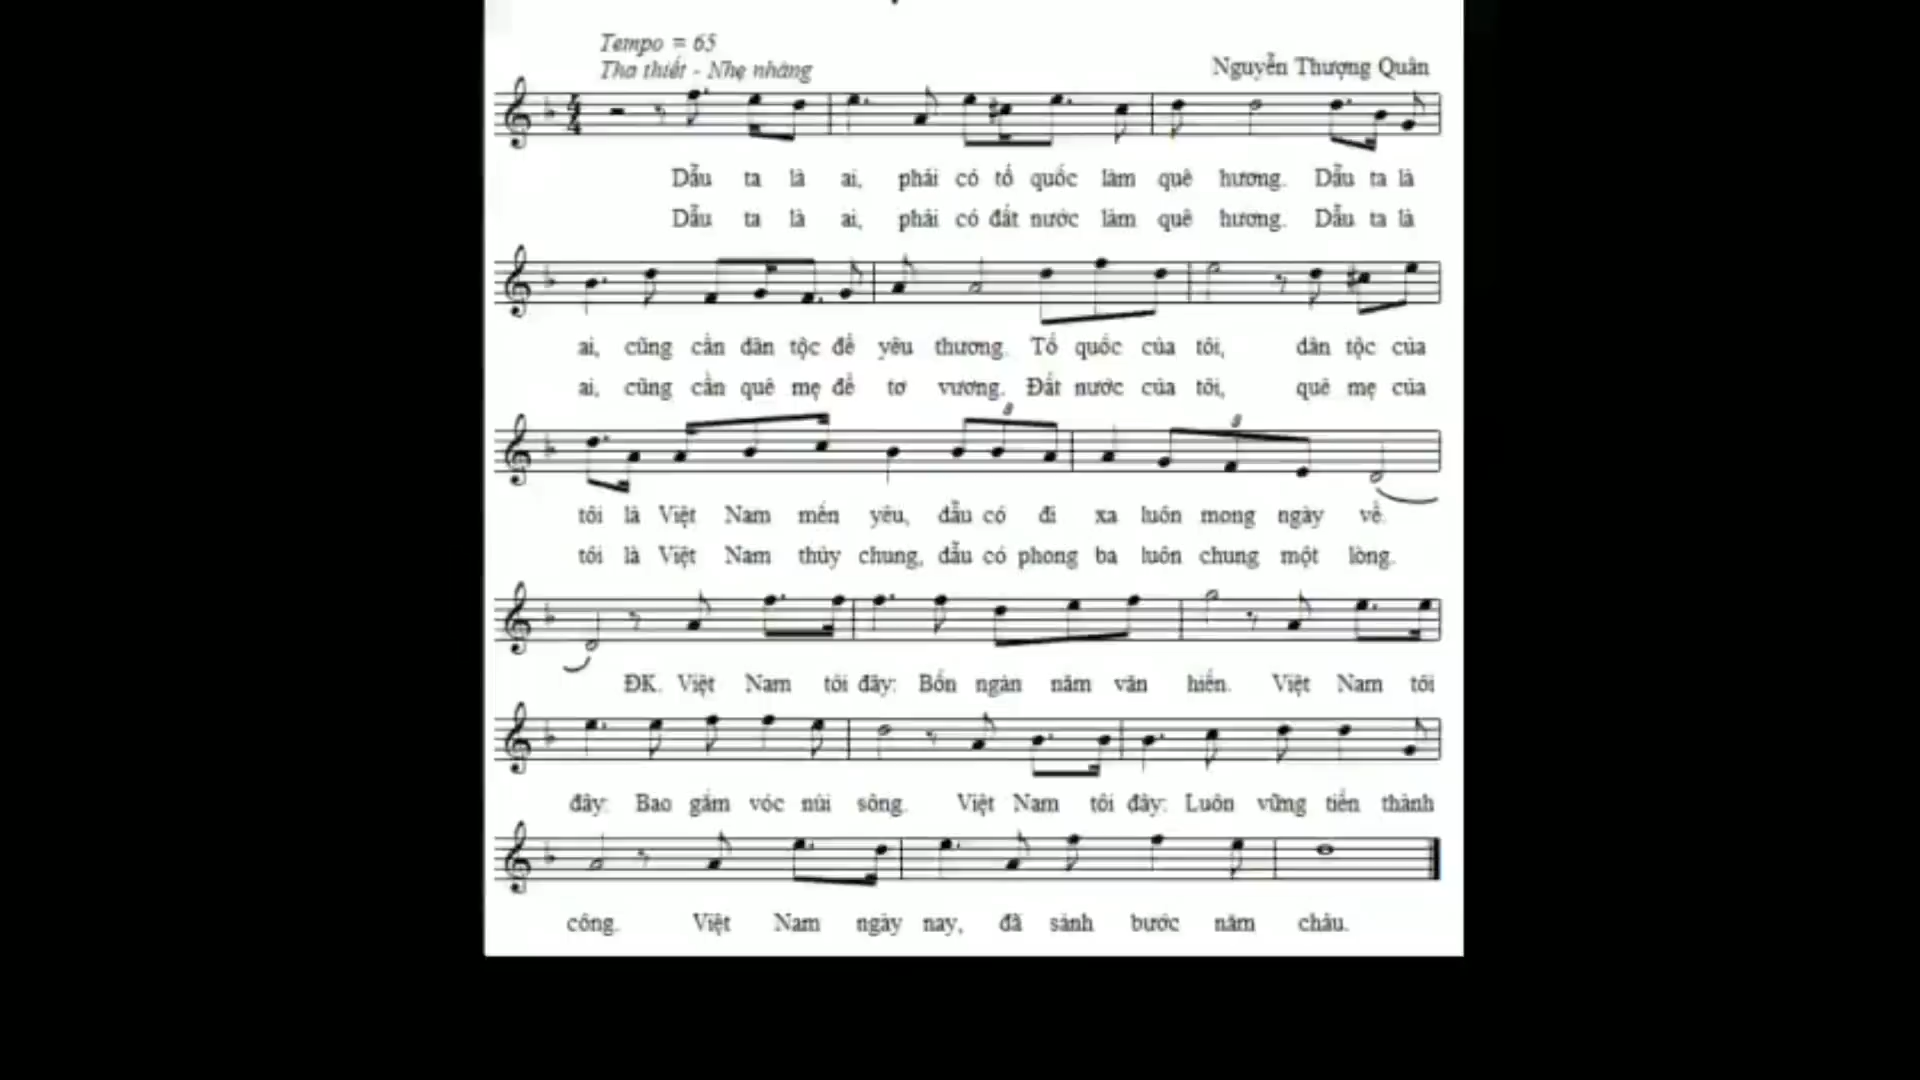 Tempo = 65
Tha thiết - Nhẹ nhàng
Nguyễn Thượng Quân
Dẫu ta là ai, phải có tổ quốc làm quê hương. Dẫu ta là
Dẫu ta là ai, phải có đất nước làm quê hương. Dẫu ta là
ai, cũng cần dân tộc để yêu thương. Tổ quốc của tôi, dân tộc của
ai, cũng cần quê mẹ để tơ vương. Đất nước của tôi, quê mẹ của
tôi là Việt Nam mến yêu, dẫu có đi xa luôn mong ngày về.
tôi là Việt Nam thủy chung, dẫu có phong ba luôn chung một lòng.
ĐK. Việt Nam tôi đây: Bốn ngàn năm văn hiến. Việt Nam tôi
đây: Bao gấm vóc núi sông. Việt Nam tôi đây: Luôn vững tiến thành
công. Việt Nam ngày nay, đã sánh bước năm châu.